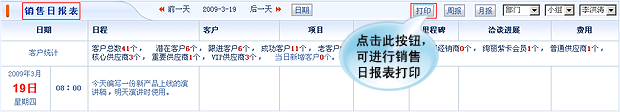 销售日报表 前一天 2009-3-19 后一天 日期 打印 周报 月报 部门 小组 李洪涛
日期 日程 客户 项目 里程碑 洽谈进展 费用
点击此按钮，
可进行销售
日报表打印
客户统计
客户总数41个， 潜在客户6个， 跟进客户6个， 成功客户11个， 经销商0个， 绚丽紫卡会员1个， 普通供应商1个，
核心供应商3个， 重要供应商1个， VIP供应商3个， 当日新增客户0个。
2009年3月
19日
星期四
08：00
今天编写一份新产品上线的演
讲稿，明天演讲时使用。